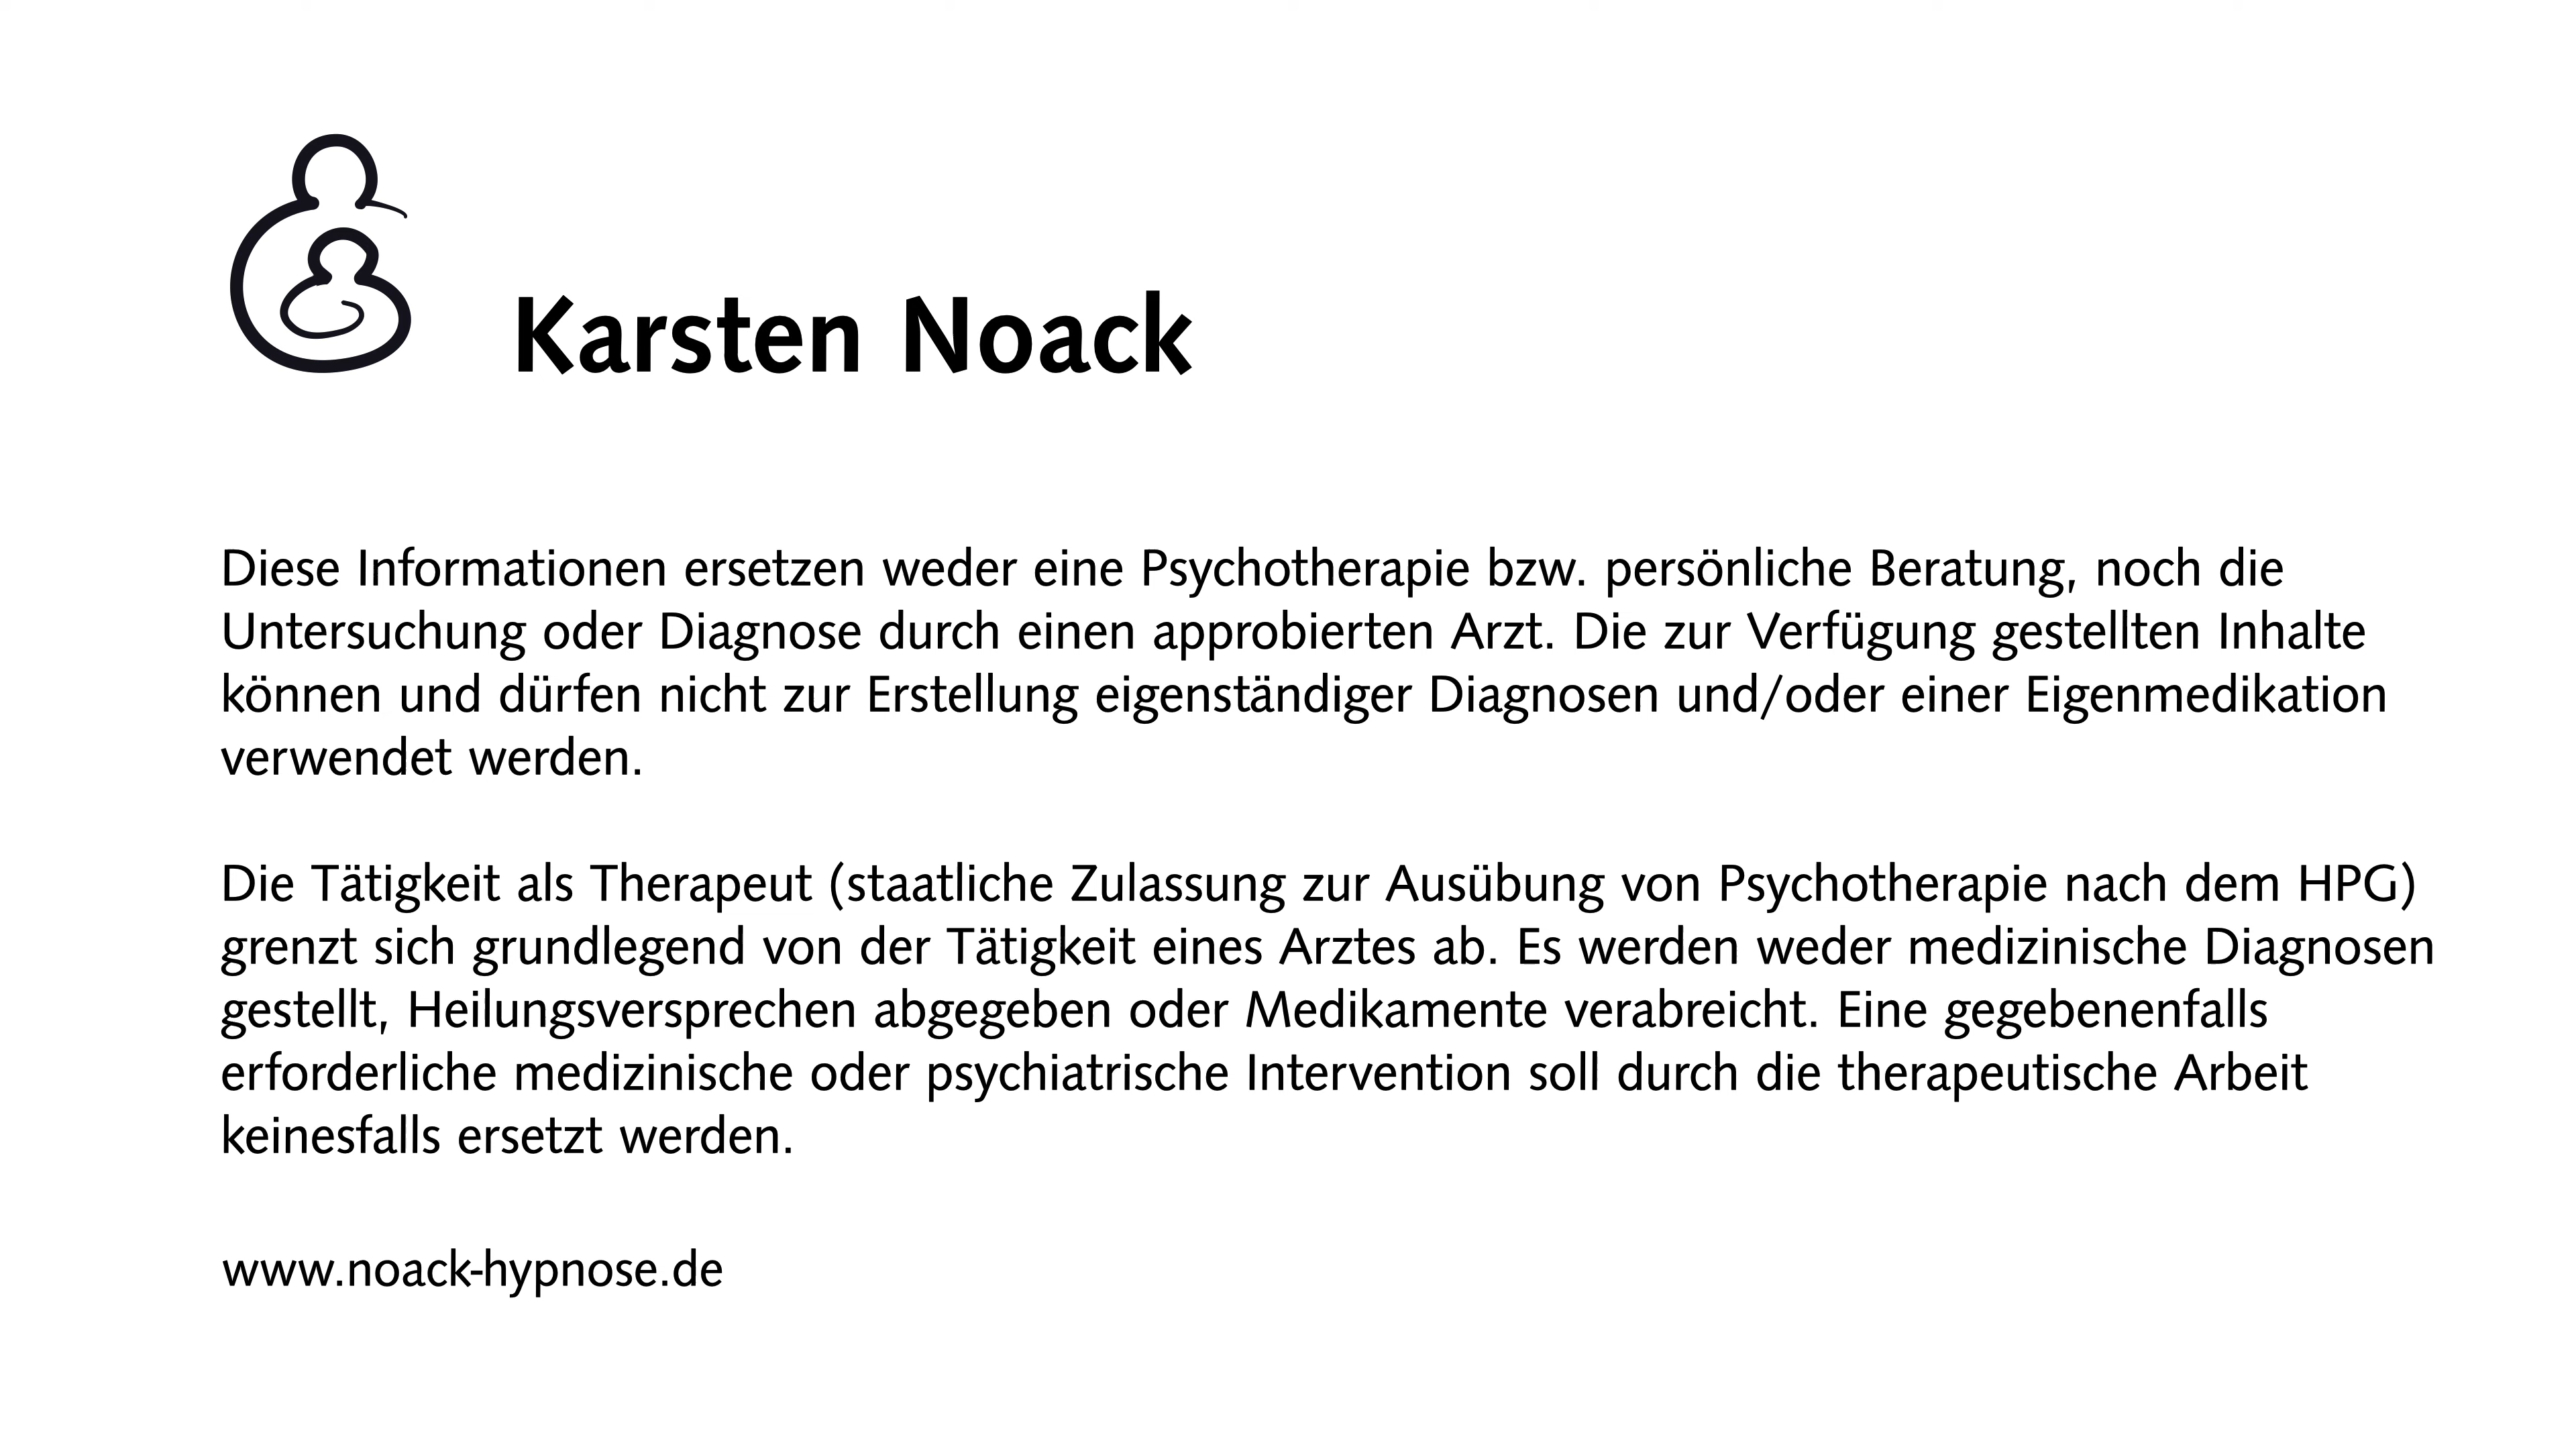 Karsten Noack
Diese Informationen ersetzen weder eine Psychotherapie bzw. persönliche Beratung, noch die
Untersuchung oder Diagnose durch einen approbierten Arzt. Die zur Verfügung gestellten Inhalte
können und dürfen nicht zur Erstellung eigenständiger Diagnosen und/oder einer Eigenmedikation
verwendet werden.
Die Tätigkeit als Therapeut (staatliche Zulassung zur Ausübung von Psychotherapie nach dem HPG)
grenzt sich grundlegend von der Tätigkeit eines Arztes ab. Es werden weder medizinische Diagnosen
gestellt, Heilungsversprechen abgegeben oder Medikamente verabreicht. Eine gegebenenfalls
erforderliche medizinische oder psychiatrische Intervention soll durch die therapeutische Arbeit
keinesfalls ersetzt werden.
www.noack-hypnose.de